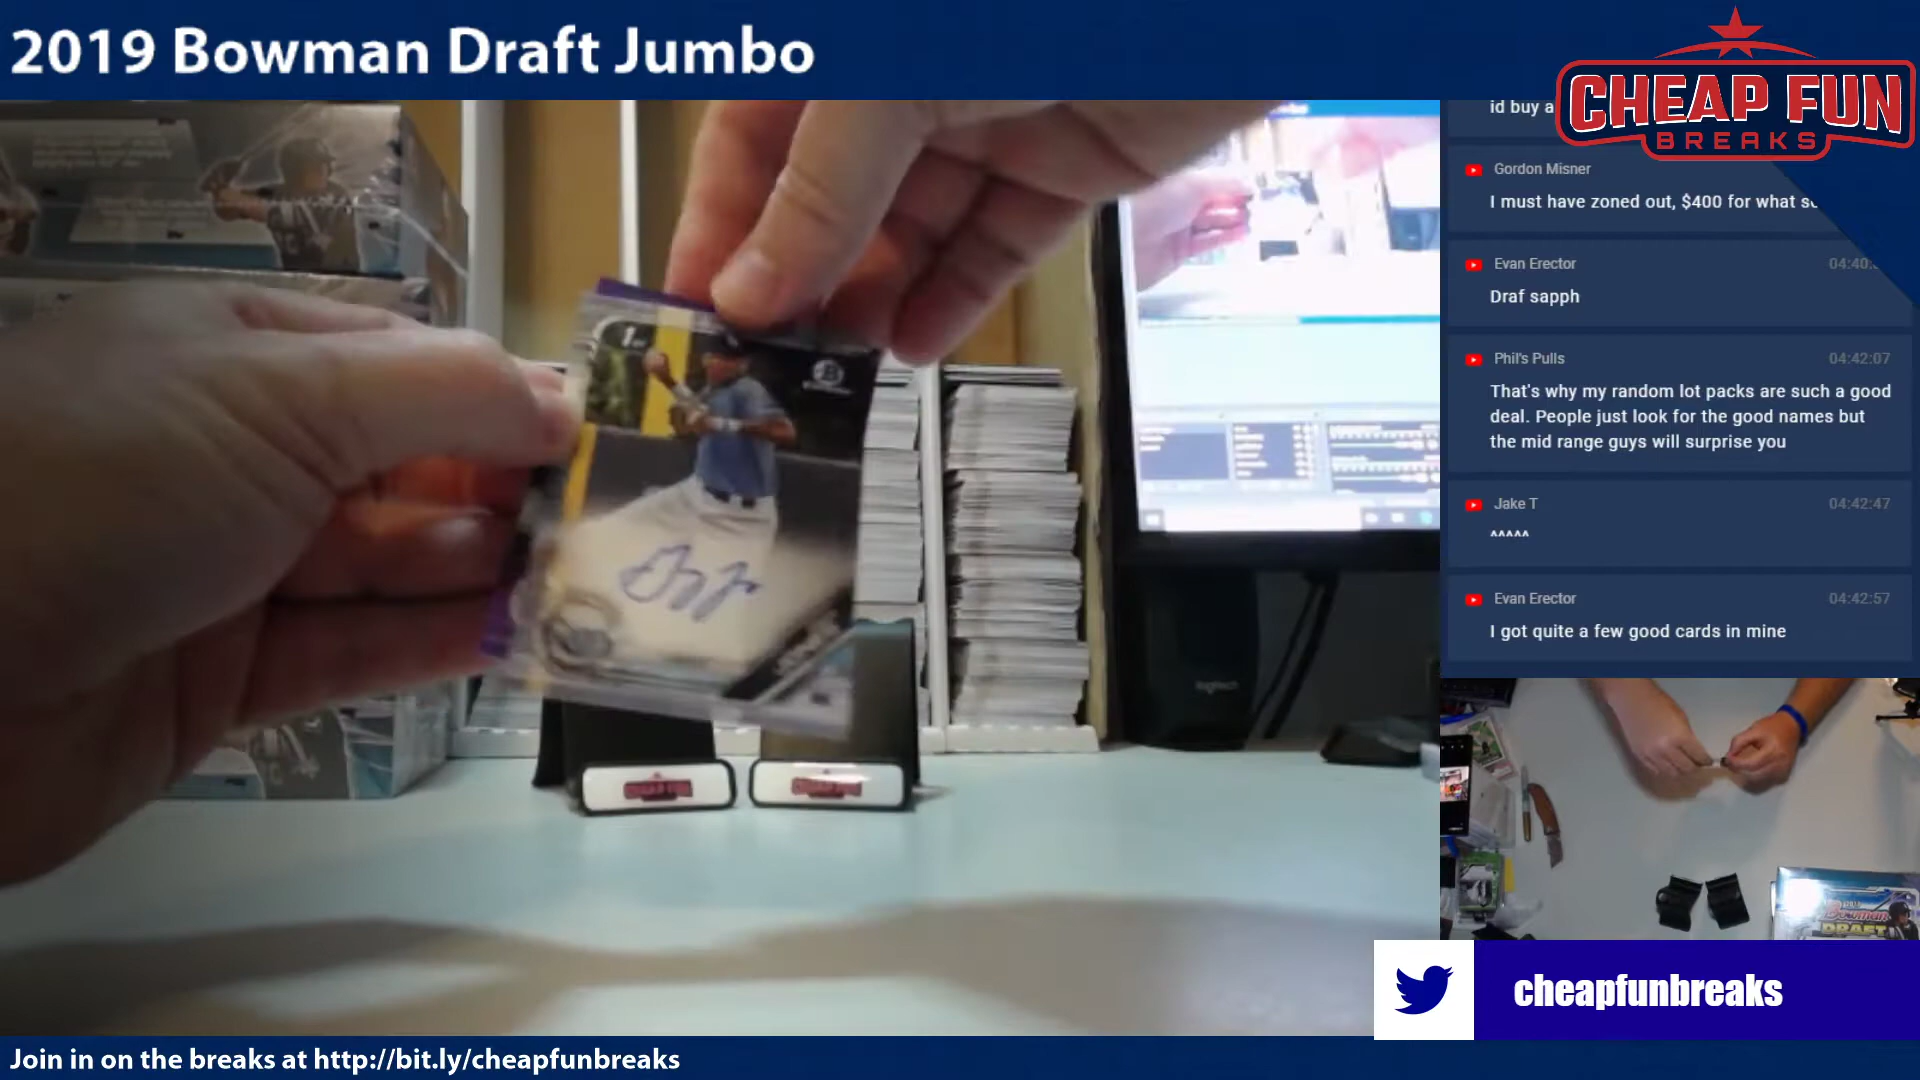 2019 Bowman Draft Jumbo
CHEAP FUN
BREAKS
id buy a
Gordon Misner
I must have zoned out, $400 for what
Evan Erector
Draf sapph
Phil's Pulls 04:42:07
That's why my random lot packs are such a good
deal. People just look for the good names but
the mid range guys will surprise you
Jake T 04:42:47
^^^^^
Evan Erector 04:42:57
I got quite a few good cards in mine
1st
Bowman
DRAFT
cheapfunbreaks
Join in on the breaks at http://bit.ly/cheapfunbreaks